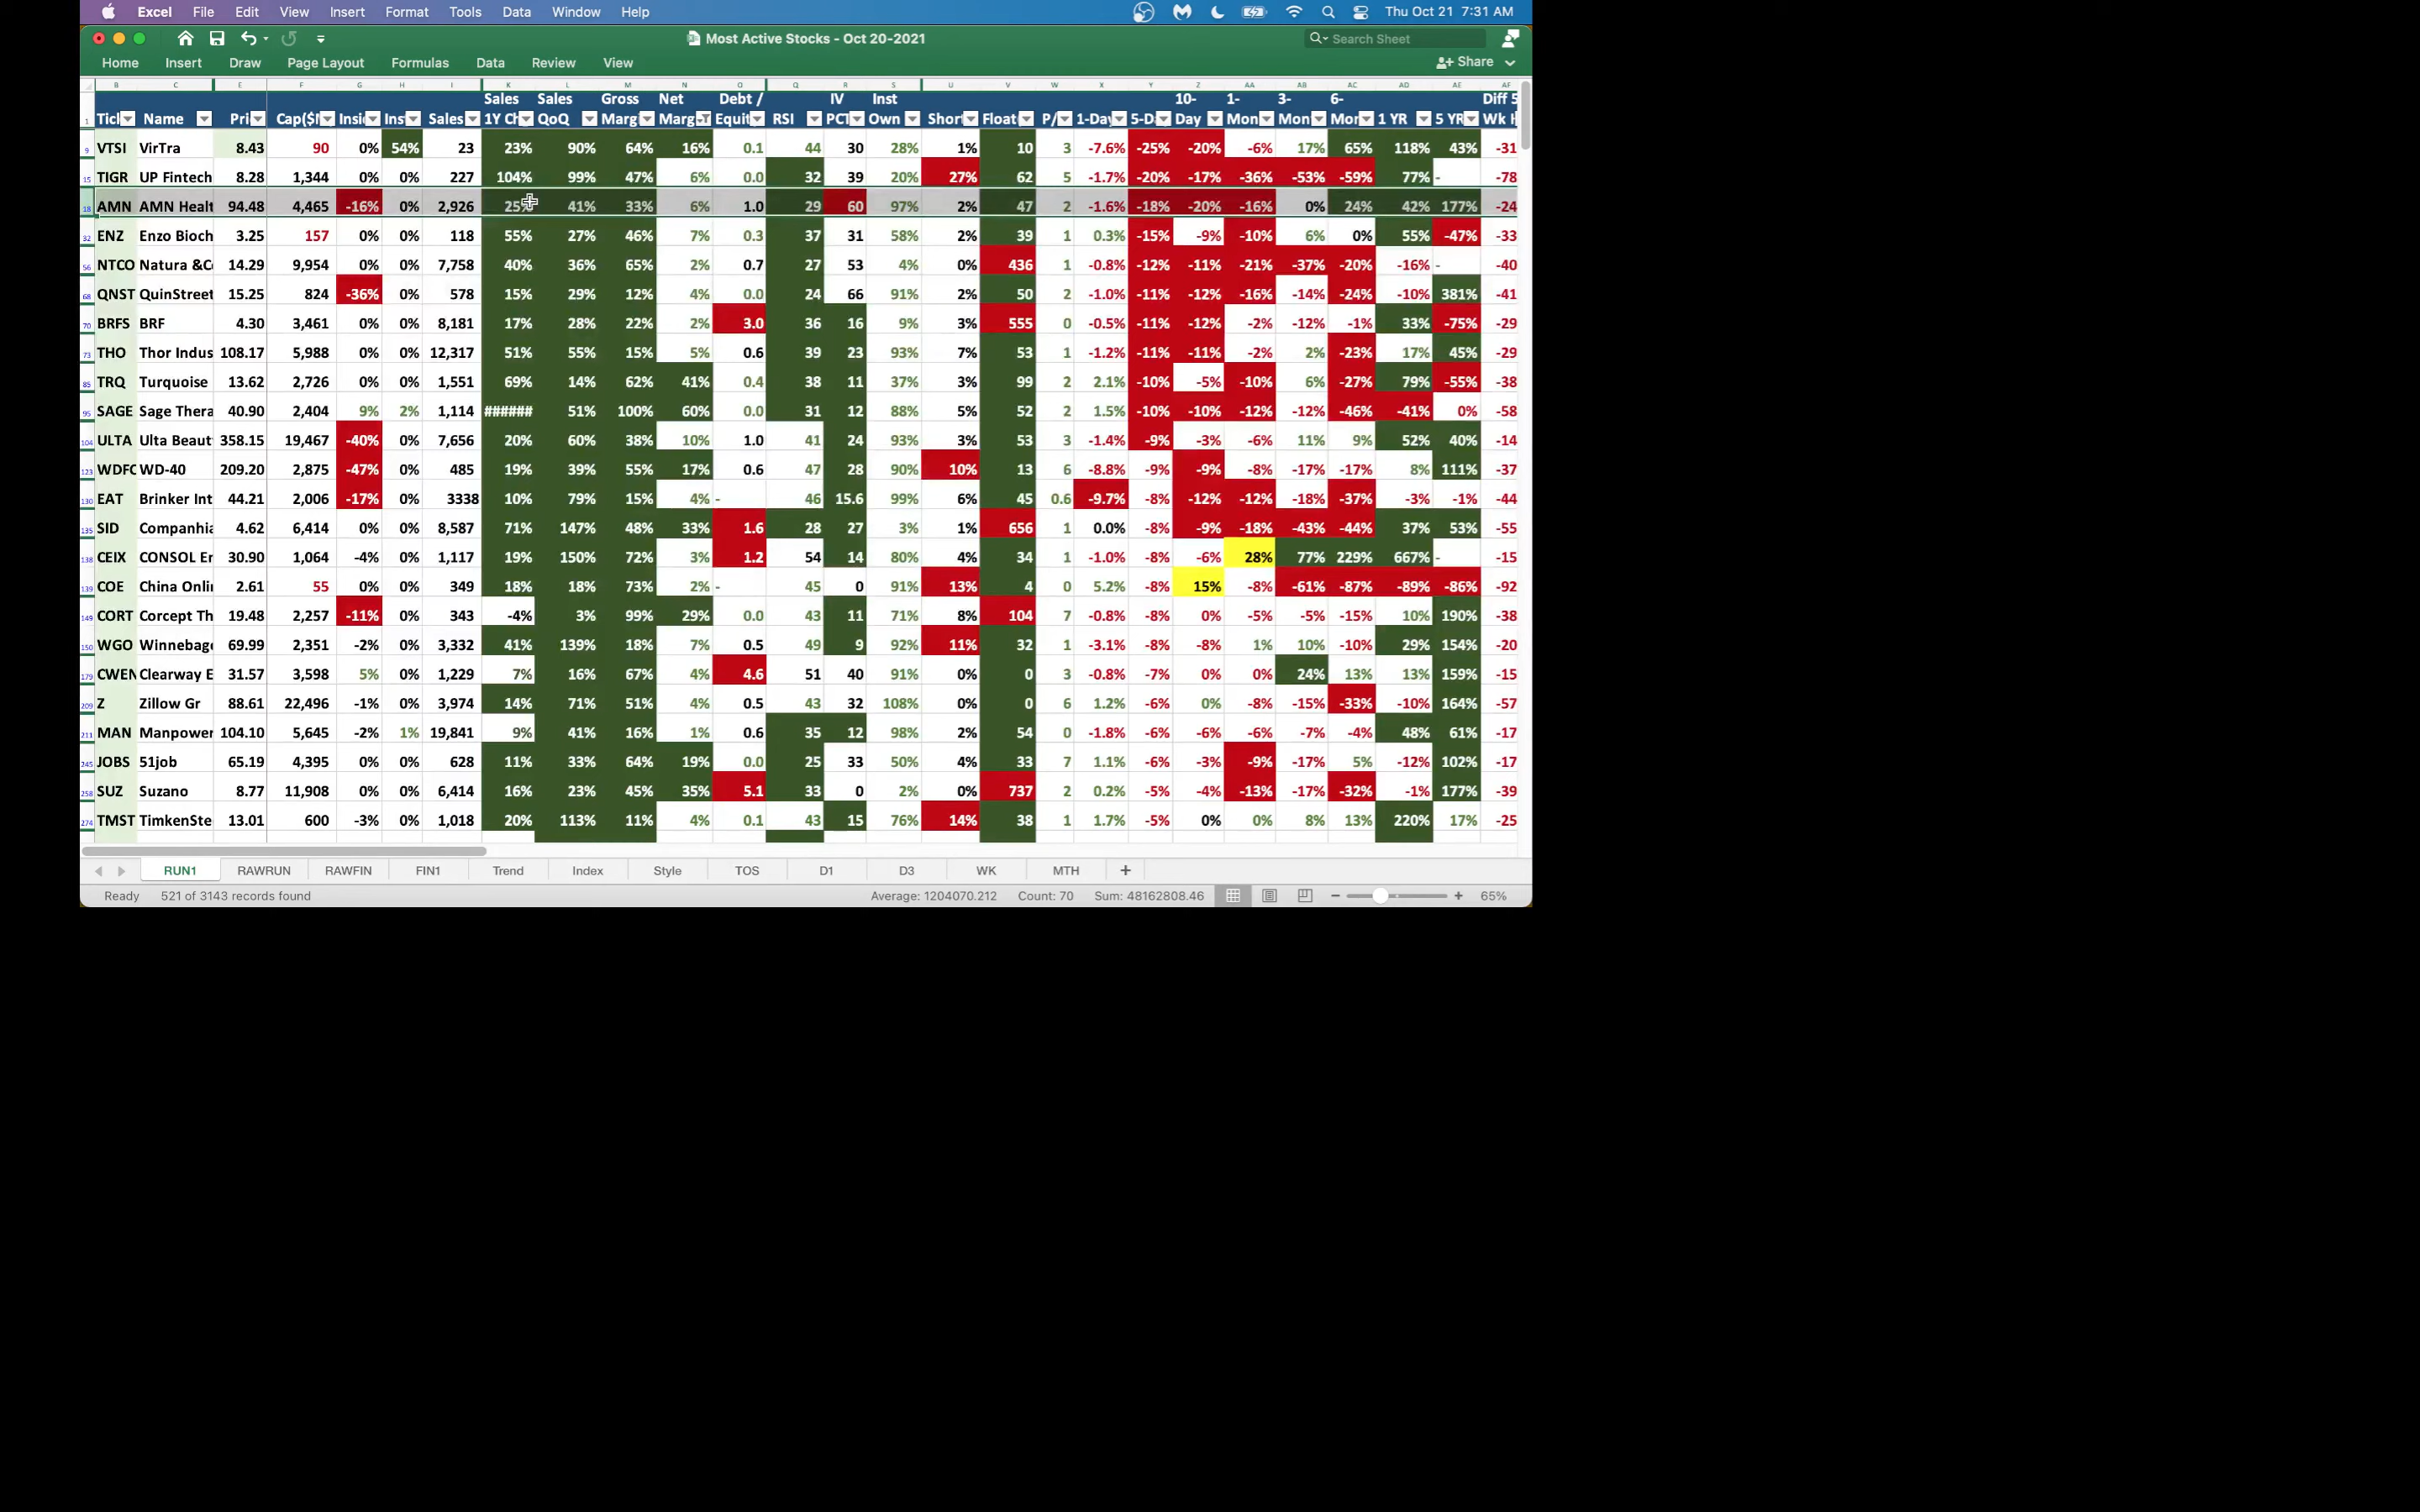 Excel File Edit View Insert Format Tools Data Window Help Thu Oct 21 7:31 AM
Most Active Stocks - Oct 20-2021 Search Sheet
Home Insert Draw Page Layout Formulas Data Review View Share
B C E F G H I K L M N O Q R S U V W X Y Z AA AB AC AD AE AF
Sales Sales Gross Net Debt / IV Inst 10- 1- 3- 6- Diff 5
1 Tick Name Pri Cap($M Insid Inst Sales 1Y Ch QoQ Marg Marg Equit RSI PCT Own Short Float P/ 1-Day 5-D Day Mon Mon Mon 1 YR 5 YR Wk H
9 VTSI VirTra 8.43 90 0% 54% 23 23% 90% 64% 16% 0.1 44 30 28% 1% 10 3 -7.6% -25% -20% -6% 17% 65% 118% 43% -31
15 TIGR UP Fintech 8.28 1,344 0% 0% 227 104% 99% 47% 6% 0.0 32 39 20% 27% 62 5 -1.7% -20% -17% -36% -53% -59% 77% - -78
18 AMN AMN Healt 94.48 4,465 -16% 0% 2,926 25% 41% 33% 6% 1.0 29 60 97% 2% 47 2 -1.6% -18% -20% -16% 0% 24% 42% 177% -24
32 ENZ Enzo Bioch 3.25 157 0% 0% 118 55% 27% 46% 7% 0.3 37 31 58% 2% 39 1 0.3% -15% -9% -10% 6% 0% 55% -47% -33
56 NTCO Natura &C 14.29 9,954 0% 0% 7,758 40% 36% 65% 2% 0.7 27 53 4% 0% 436 1 -0.8% -12% -11% -21% -37% -20% -16% - -40
68 QNST QuinStreet 15.25 824 -36% 0% 578 15% 29% 12% 4% 0.0 24 66 91% 2% 50 2 -1.0% -11% -12% -16% -14% -24% -10% 381% -41
70 BRFS BRF 4.30 3,461 0% 0% 8,181 17% 28% 22% 2% 3.0 36 16 9% 3% 555 0 -0.5% -11% -12% -2% -12% -1% 33% -75% -29
73 THO Thor Indus 108.17 5,988 0% 0% 12,317 51% 55% 15% 5% 0.6 39 23 93% 7% 53 1 -1.2% -11% -11% -2% 2% -23% 17% 45% -29
85 TRQ Turquoise 13.62 2,726 0% 0% 1,551 69% 14% 62% 41% 0.4 38 11 37% 3% 99 2 2.1% -10% -5% -10% 6% -27% 79% -55% -38
95 SAGE Sage Thera 40.90 2,404 9% 2% 1,114 ###### 51% 100% 60% 0.0 31 12 88% 5% 52 2 1.5% -10% -10% -12% -12% -46% -41% 0% -58
104 ULTA Ulta Beaut 358.15 19,467 -40% 0% 7,656 20% 60% 38% 10% 1.0 41 24 93% 3% 53 3 -1.4% -9% -3% -6% 11% 9% 52% 40% -14
123 WDFC WD-40 209.20 2,875 -47% 0% 485 19% 39% 55% 17% 0.6 47 28 90% 10% 13 6 -8.8% -9% -9% -8% -17% -17% 8% 111% -37
130 EAT Brinker Int 44.21 2,006 -17% 0% 3338 10% 79% 15% 4% - 46 15.6 99% 6% 45 0.6 -9.7% -8% -12% -12% -18% -37% -3% -1% -44
135 SID Companhia 4.62 6,414 0% 0% 8,587 71% 147% 48% 33% 1.6 28 27 3% 1% 656 1 0.0% -8% -9% -18% -43% -44% 37% 53% -55
138 CEIX CONSOL En 30.90 1,064 -4% 0% 1,117 19% 150% 72% 3% 1.2 54 14 80% 4% 34 1 -1.0% -8% -6% 28% 77% 229% 667% - -15
139 COE China Onli 2.61 55 0% 0% 349 18% 18% 73% 2% - 45 0 91% 13% 4 0 5.2% -8% 15% -8% -61% -87% -89% -86% -92
149 CORT Corcept Th 19.48 2,257 -11% 0% 343 -4% 3% 99% 29% 0.0 43 11 71% 8% 104 7 -0.8% -8% 0% -5% -5% -15% 10% 190% -38
150 WGO Winnebag 69.99 2,351 -2% 0% 3,332 41% 139% 18% 7% 0.5 49 9 92% 11% 32 1 -3.1% -8% -8% 1% 10% -10% 29% 154% -20
179 CWEN Clearway E 31.57 3,598 5% 0% 1,229 7% 16% 67% 4% 4.6 51 40 91% 0% 0 3 -0.8% -7% 0% 0% 24% 13% 13% 159% -15
209 Z Zillow Gr 88.61 22,496 -1% 0% 3,974 14% 71% 51% 4% 0.5 43 32 108% 0% 0 6 1.2% -6% 0% -8% -15% -33% -10% 164% -57
211 MAN Manpower 104.10 5,645 -2% 1% 19,841 9% 41% 16% 1% 0.6 35 12 98% 2% 54 0 -1.8% -6% -6% -6% -7% -4% 48% 61% -17
245 JOBS 51job 65.19 4,395 0% 0% 628 11% 33% 64% 19% 0.0 25 33 50% 4% 33 7 1.1% -6% -3% -9% -17% 5% -12% 102% -17
258 SUZ Suzano 8.77 11,908 0% 0% 6,414 16% 23% 45% 35% 5.1 33 0 2% 0% 737 2 0.2% -5% -4% -13% -17% -32% -1% 177% -39
274 TMST TimkenSte 13.01 600 -3% 0% 1,018 20% 113% 11% 4% 0.1 43 15 76% 14% 38 1 1.7% -5% 0% 0% 8% 13% 220% 17% -25
RUN1 RAWRUN RAWFIN FIN1 Trend Index Style TOS D1 D3 WK MTH +
Ready 521 of 3143 records found Average: 1204070.212 Count: 70 Sum: 48162808.46 65%